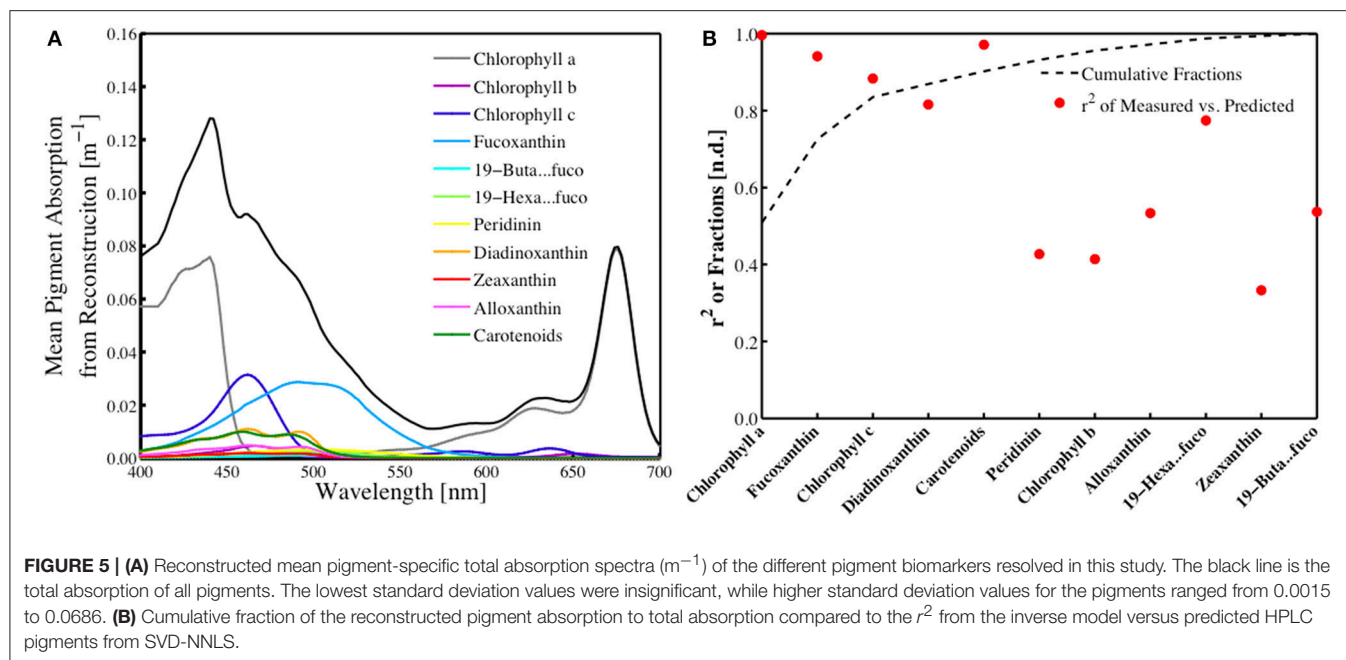 A
0.16
0.14
0.12
0.10
0.08
0.06
0.04
0.02
0.00
Mean Pigment Absorption
from Reconstruciton [m−1]
400
450
500
550
600
650
700
Wavelength [nm]
Chlorophyll a
Chlorophyll b
Chlorophyll c
Fucoxanthin
19−Buta...fuco
19−Hexa...fuco
Peridinin
Diadinoxanthin
Zeaxanthin
Alloxanthin
Carotenoids
B
1.0
0.8
0.6
0.4
0.2
0.0
r2 or Fractions [n.d.]
Cumulative Fractions
r2 of Measured vs. Predicted
Chlorophyll a
Fucoxanthin
Chlorophyll c
Diadinoxanthin
Carotenoids
Peridinin
Chlorophyll b
Alloxanthin
19-Hexa...fuco
Zeaxanthin
19-Buta...fuco
FIGURE 5 | (A) Reconstructed mean pigment-specific total absorption spectra (m−1) of the different pigment biomarkers resolved in this study. The black line is the
total absorption of all pigments. The lowest standard deviation values were insignificant, while higher standard deviation values for the pigments ranged from 0.0015
to 0.0686. (B) Cumulative fraction of the reconstructed pigment absorption to total absorption compared to the r2 from the inverse model versus predicted HPLC
pigments from SVD-NNLS.